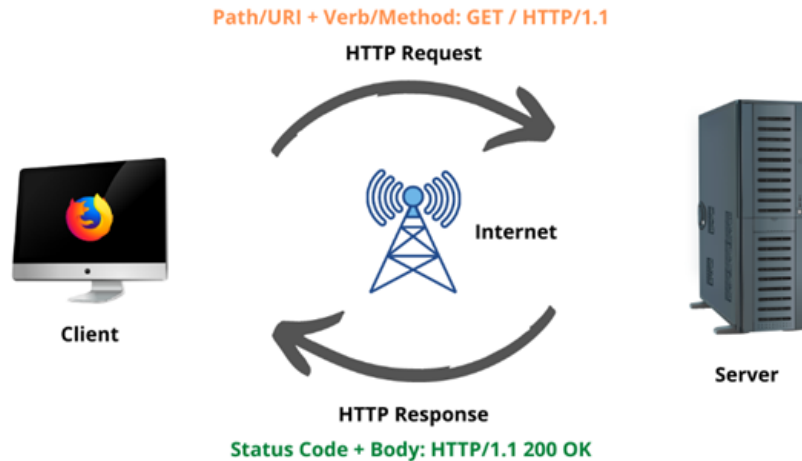 Path/URI + Verb/Method: GET / HTTP/1.1
HTTP Request
Internet
Client
Server
HTTP Response
Status Code + Body: HTTP/1.1 200 OK